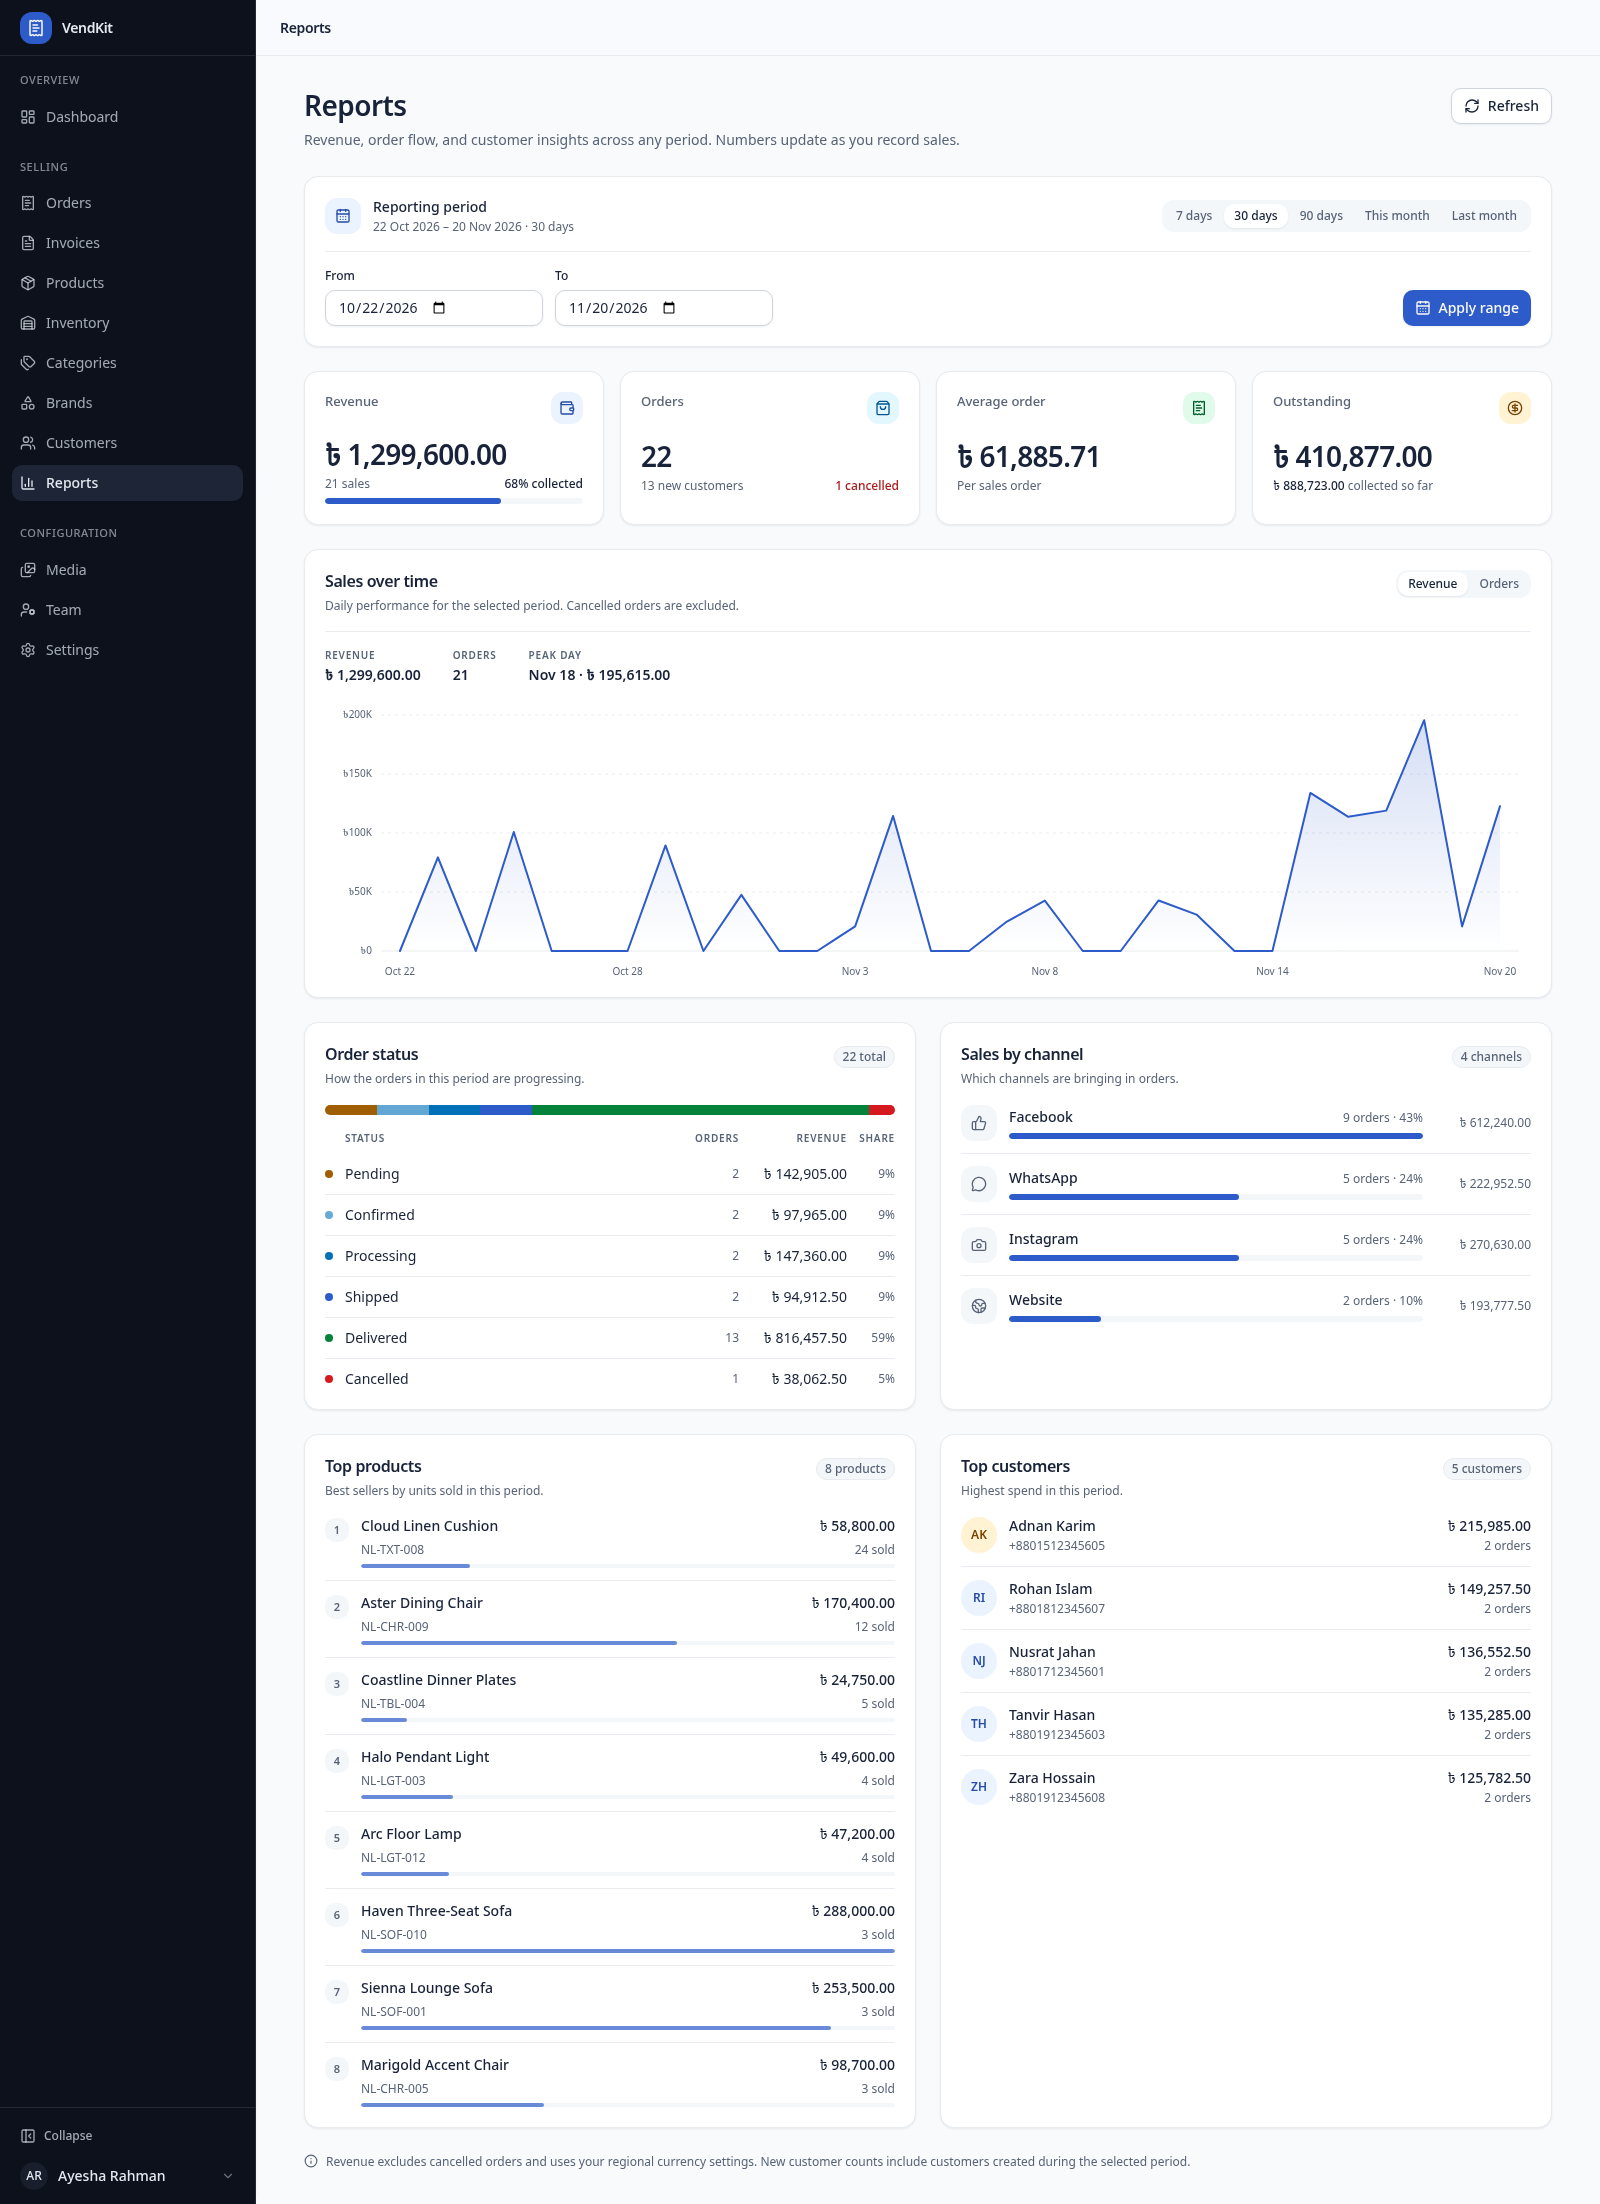 VendKit
OVERVIEW
Dashboard
SELLING
Orders
Invoices
Products
Inventory
Categories
Brands
Customers
Reports
CONFIGURATION
Media
Team
Settings
Collapse
AR Ayesha Rahman
Reports
Reports
Refresh
Revenue, order flow, and customer insights across any period. Numbers update as you record sales.
Reporting period
22 Oct 2026 – 20 Nov 2026 · 30 days
7 days 30 days 90 days This month Last month
From To
10/22/2026 11/20/2026 Apply range
Revenue
৳ 1,299,600.00
21 sales 68% collected
Orders
22
13 new customers 1 cancelled
Average order
৳ 61,885.71
Per sales order
Outstanding
৳ 410,877.00
৳ 888,723.00 collected so far
Sales over time
Revenue Orders
Daily performance for the selected period. Cancelled orders are excluded.
REVENUE ORDERS PEAK DAY
৳ 1,299,600.00 21 Nov 18 · ৳ 195,615.00
৳200K
৳150K
৳100K
৳50K
৳0
Oct 22 Oct 28 Nov 3 Nov 8 Nov 14 Nov 20
Order status 22 total
How the orders in this period are progressing.
STATUS ORDERS REVENUE SHARE
Pending 2 ৳ 142,905.00 9%
Confirmed 2 ৳ 97,965.00 9%
Processing 2 ৳ 147,360.00 9%
Shipped 2 ৳ 94,912.50 9%
Delivered 13 ৳ 816,457.50 59%
Cancelled 1 ৳ 38,062.50 5%
Sales by channel 4 channels
Which channels are bringing in orders.
Facebook 9 orders · 43% ৳ 612,240.00
WhatsApp 5 orders · 24% ৳ 222,952.50
Instagram 5 orders · 24% ৳ 270,630.00
Website 2 orders · 10% ৳ 193,777.50
Top products 8 products
Best sellers by units sold in this period.
1 Cloud Linen Cushion ৳ 58,800.00
NL-TXT-008 24 sold
2 Aster Dining Chair ৳ 170,400.00
NL-CHR-009 12 sold
3 Coastline Dinner Plates ৳ 24,750.00
NL-TBL-004 5 sold
4 Halo Pendant Light ৳ 49,600.00
NL-LGT-003 4 sold
5 Arc Floor Lamp ৳ 47,200.00
NL-LGT-012 4 sold
6 Haven Three-Seat Sofa ৳ 288,000.00
NL-SOF-010 3 sold
7 Sienna Lounge Sofa ৳ 253,500.00
NL-SOF-001 3 sold
8 Marigold Accent Chair ৳ 98,700.00
NL-CHR-005 3 sold
Top customers 5 customers
Highest spend in this period.
AK Adnan Karim ৳ 215,985.00
+8801512345605 2 orders
RI Rohan Islam ৳ 149,257.50
+8801812345607 2 orders
NJ Nusrat Jahan ৳ 136,552.50
+8801712345601 2 orders
TH Tanvir Hasan ৳ 135,285.00
+8801912345603 2 orders
ZH Zara Hossain ৳ 125,782.50
+8801912345608 2 orders
Revenue excludes cancelled orders and uses your regional currency settings. New customer counts include customers created during the selected period.